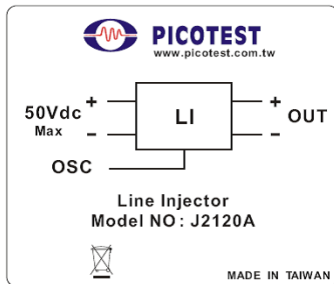 PICOTEST
www.picotest.com.tw
50Vdc + LI + OUT
Max - -
OSC
Line Injector
Model NO : J2120A
MADE IN TAIWAN